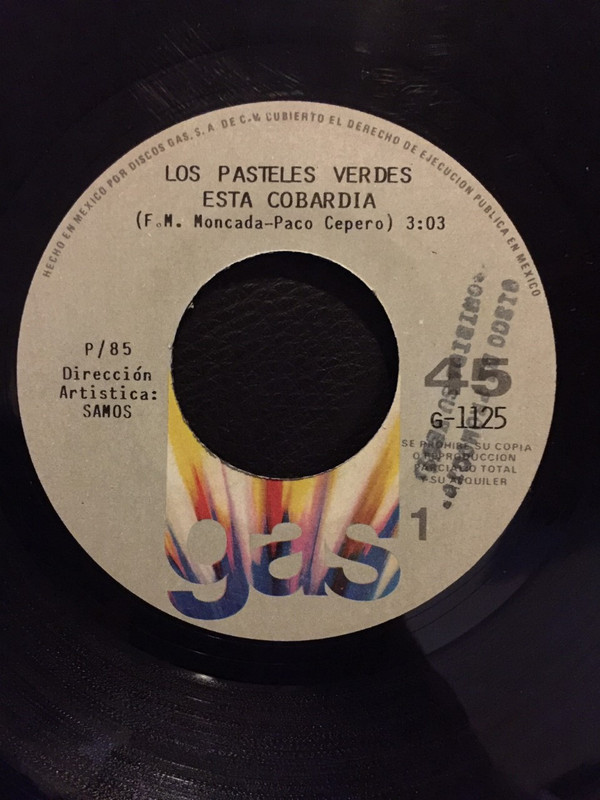 HECHO EN MEXICO POR DISCOS GAS, S.A. DE C.V. CUBIERTO EL DERECHO DE EJECUCION PUBLICA EN MEXICO
LOS PASTELES VERDES
ESTA COBARDIA
(F.M. Moncada-Paco Cepero) 3:03
P/85
Dirección
Artistica:
SAMOS
45
G-1125
SE PROHIBE SU COPIA
O REPRODUCCION
PARCIAL O TOTAL
Y SU ALQUILER
1
gas
DISCO